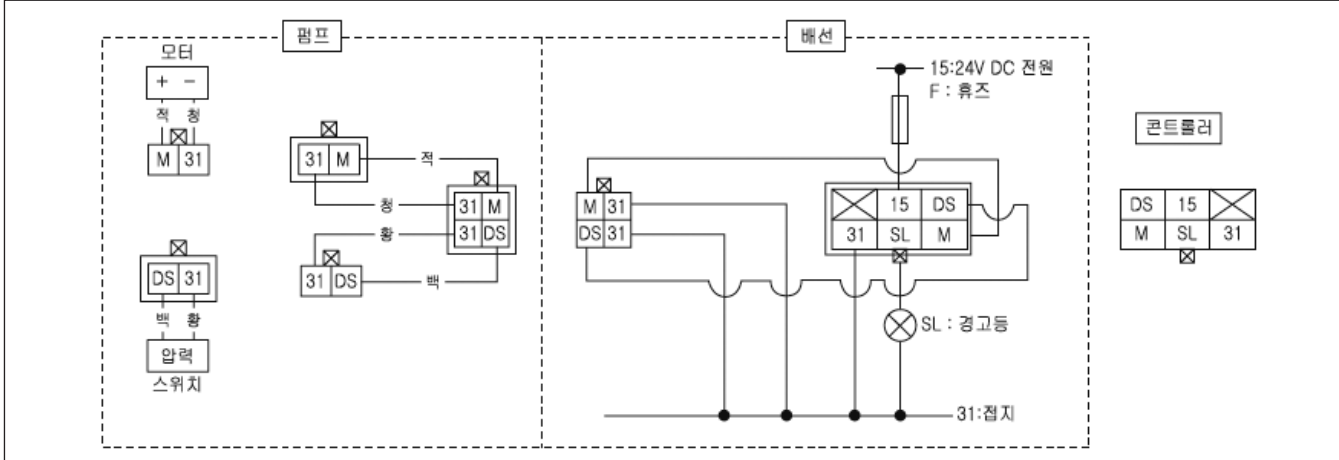 펌프
배선
모터
+ −
적 청
M 31
DS 31
백 황
압력
스위치
31 M
적
청
황
31 M
31 DS
31 DS
백
15:24V DC 전원
F : 휴즈
M 31
DS 31
15 DS
31 SL M
SL : 경고등
31:접지
콘트롤러
DS 15
M SL 31